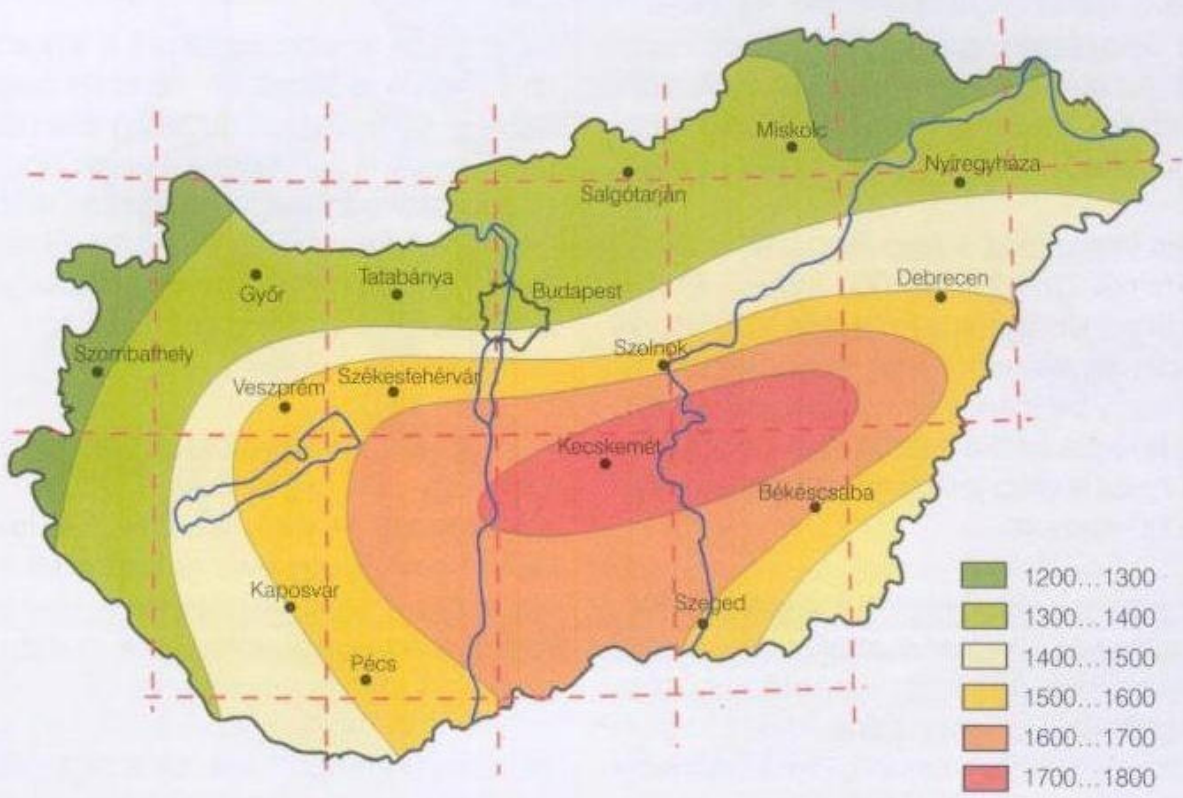 Miskolc
Nyíregyháza
Salgótarján
Győr
Tatabánya
Budapest
Debrecen
Szombathely
Szolnok
Veszprém
Székesfehérvár
Kecskemét
Békéscsaba
Kaposvár
Szeged
Pécs
1200...1300
1300...1400
1400...1500
1500...1600
1600...1700
1700...1800